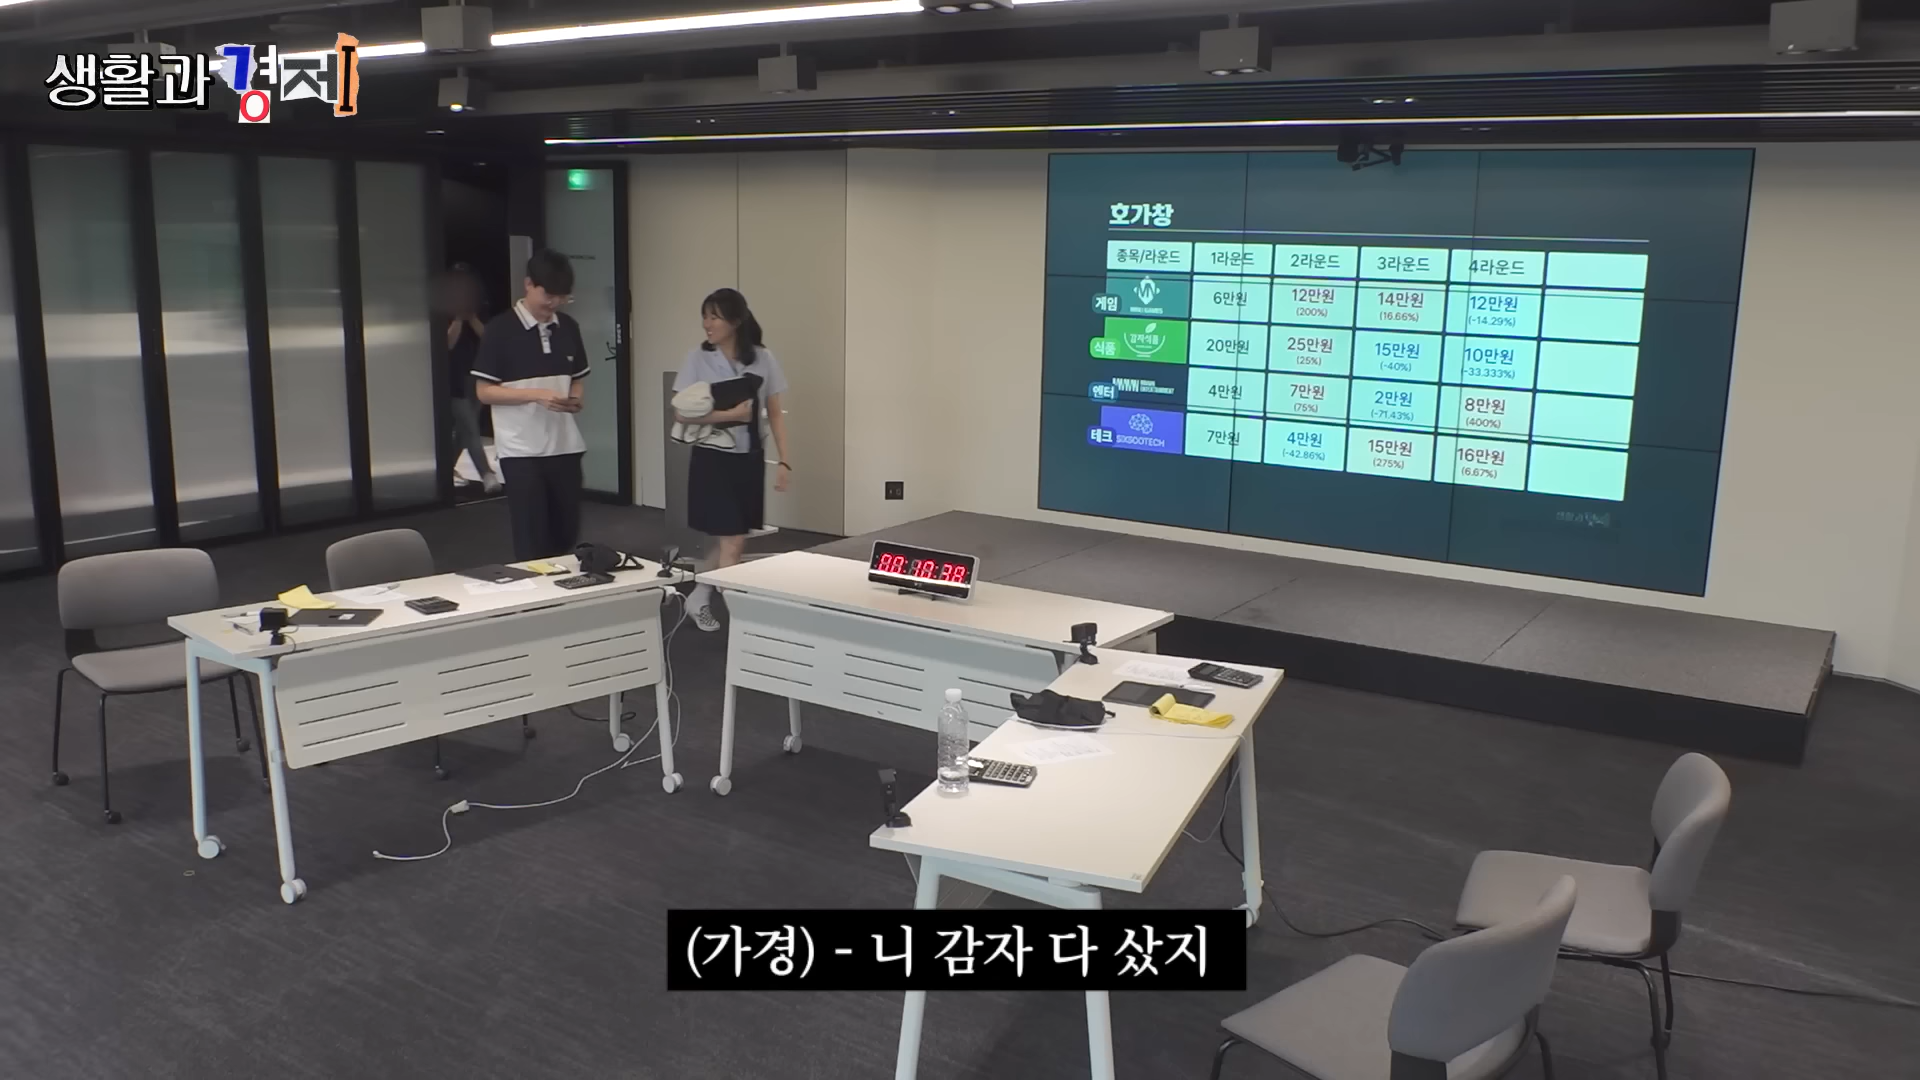 생활과경제
호가창
종목/라운드 1라운드 2라운드 3라운드 4라운드
게임 6만원 12만원 (200%) 14만원 (16.66%) 12만원 (-14.29%)
식품 감자식품 20만원 25만원 (25%) 15만원 (-40%) 10만원 (-33.333%)
엔터 4만원 7만원 (75%) 2만원 (-71.43%) 8만원 (400%)
테크 SIXSOOTECH 7만원 4만원 (-42.86%) 15만원 (275%) 16만원 (6.67%)
(가경) - 니 감자 다 샀지